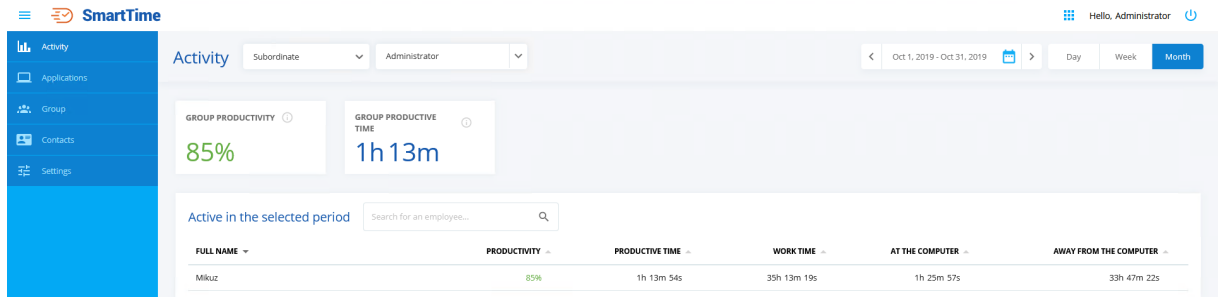 SmartTime
Hello, Administrator
Activity
Applications
Group
Contacts
Settings
Activity
Subordinate
Administrator
Oct 1, 2019 - Oct 31, 2019
Day
Week
Month
GROUP PRODUCTIVITY
85%
GROUP PRODUCTIVE
TIME
1h 13m
Active in the selected period
Search for an employee...
FULL NAME PRODUCTIVITY PRODUCTIVE TIME WORK TIME AT THE COMPUTER AWAY FROM THE COMPUTER
Mikuz 85% 1h 13m 54s 35h 13m 19s 1h 25m 57s 33h 47m 22s